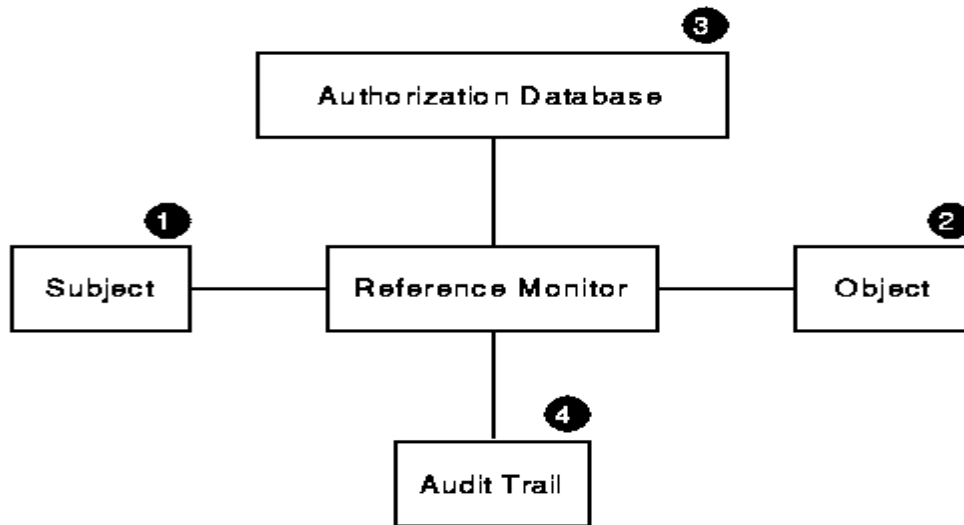 3
Authorization Database
1
2
Subject
Reference Monitor
Object
4
Audit Trail